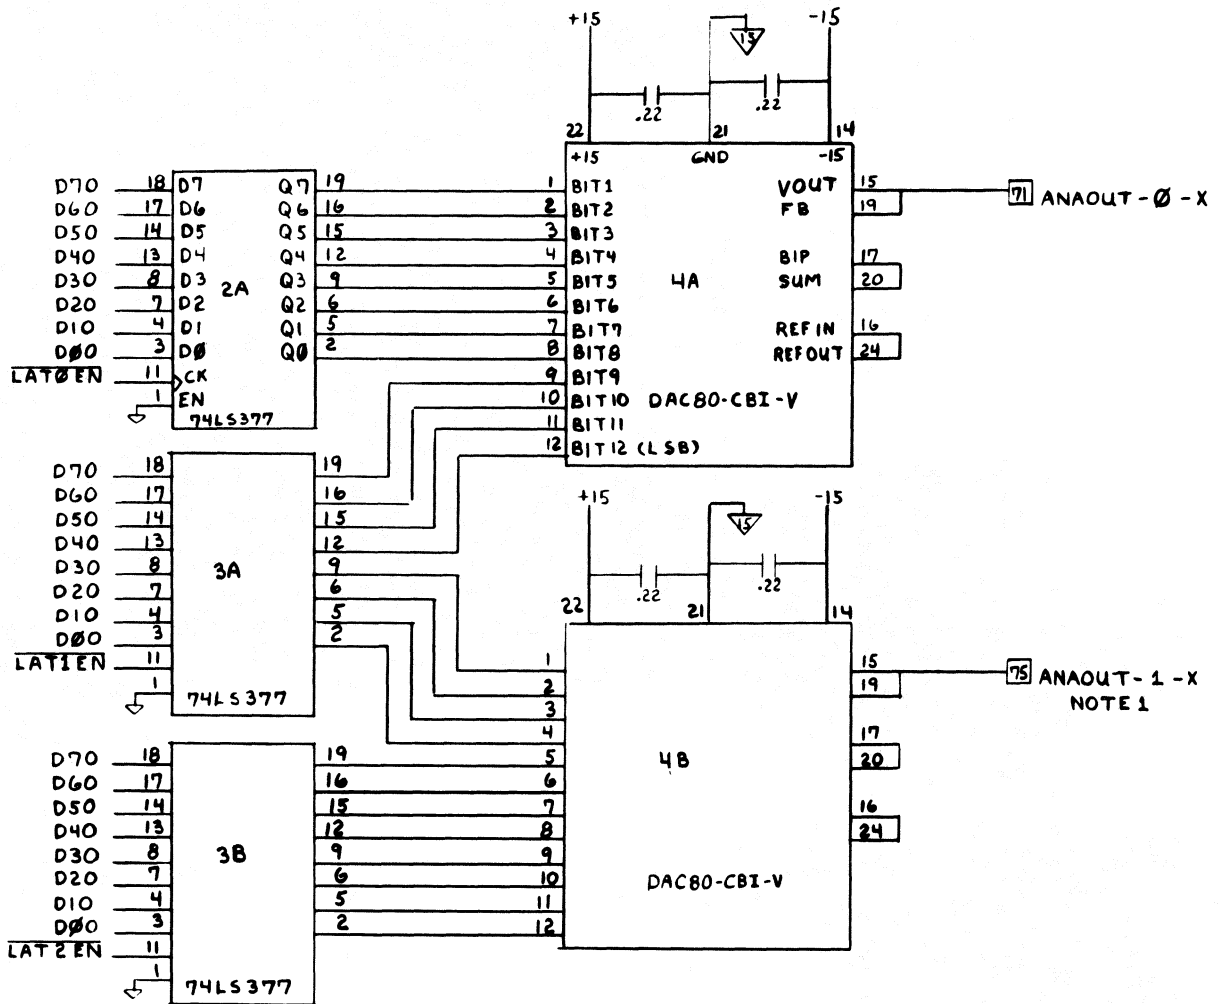 +15 15 -15
.22 .22
22 21 14
+15 GND -15
D70 18 D7 Q7 19 1 BIT1 VOUT 15 71 ANAOUT-Ø-X
D60 17 D6 Q6 16 2 BIT2 FB 19
D50 14 D5 Q5 15 3 BIT3
D40 13 D4 Q4 12 4 BIT4 BIP 17
D30 8 D3 Q3 9 5 BIT5 SUM 20
2A 4A
D20 7 D2 Q2 6 6 BIT6
D10 4 D1 Q1 5 7 BIT7 REF IN 16
DØ0 3 DØ QØ 2 8 BIT8 REFOUT 24
LATØEN 11 CK 9 BIT9
1 EN 10 BIT10 DAC80-CBI-V
74LS377 11 BIT11
12 BIT12 (LSB)
D70 18 19
D60 17 16
D50 14 15
D40 13 12
D30 8 3A 9
D20 7 6
D10 4 5
DØ0 3 2
LAT1EN 11
1 74LS377
+15 15 -15
.22 .22
22 21 14
1 15 75 ANAOUT-1-X
2 19 NOTE 1
3
4 17
5 4B 20
6
7 16
8 24
9
10 DAC80-CBI-V
11
12
D70 18 19
D60 17 16
D50 14 15
D40 13 12
D30 8 3B 9
D20 7 6
D10 4 5
DØ0 3 2
LAT2EN 11
1 74LS377